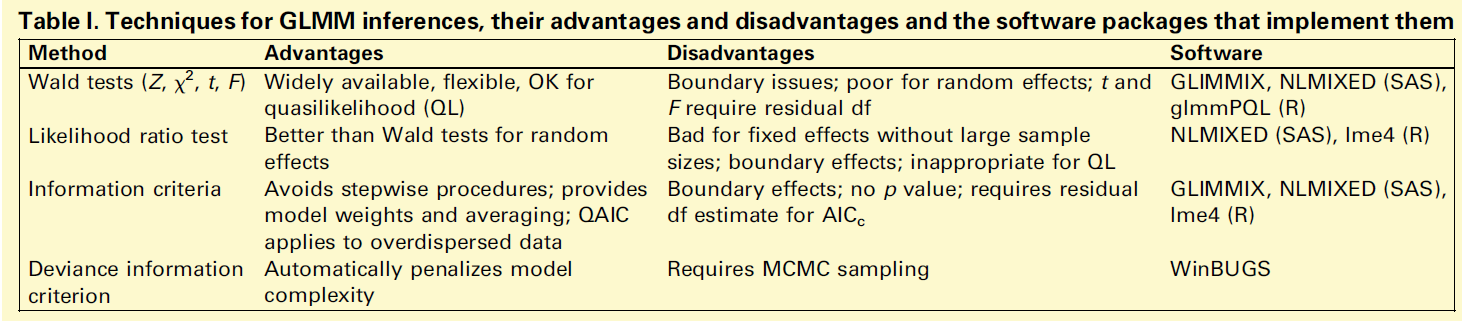 Table I. Techniques for GLMM inferences, their advantages and disadvantages and the software packages that implement them
Method Advantages Disadvantages Software
Wald tests (Z, χ², t, F) Widely available, flexible, OK for Boundary issues; poor for random effects; t and GLIMMIX, NLMIXED (SAS),
quasilikelihood (QL) F require residual df glmmPQL (R)
Likelihood ratio test Better than Wald tests for random Bad for fixed effects without large sample NLMIXED (SAS), lme4 (R)
effects sizes; boundary effects; inappropriate for QL
Information criteria Avoids stepwise procedures; provides Boundary effects; no p value; requires residual GLIMMIX, NLMIXED (SAS),
model weights and averaging; QAIC df estimate for AICc lme4 (R)
applies to overdispersed data
Deviance information Automatically penalizes model Requires MCMC sampling WinBUGS
criterion complexity